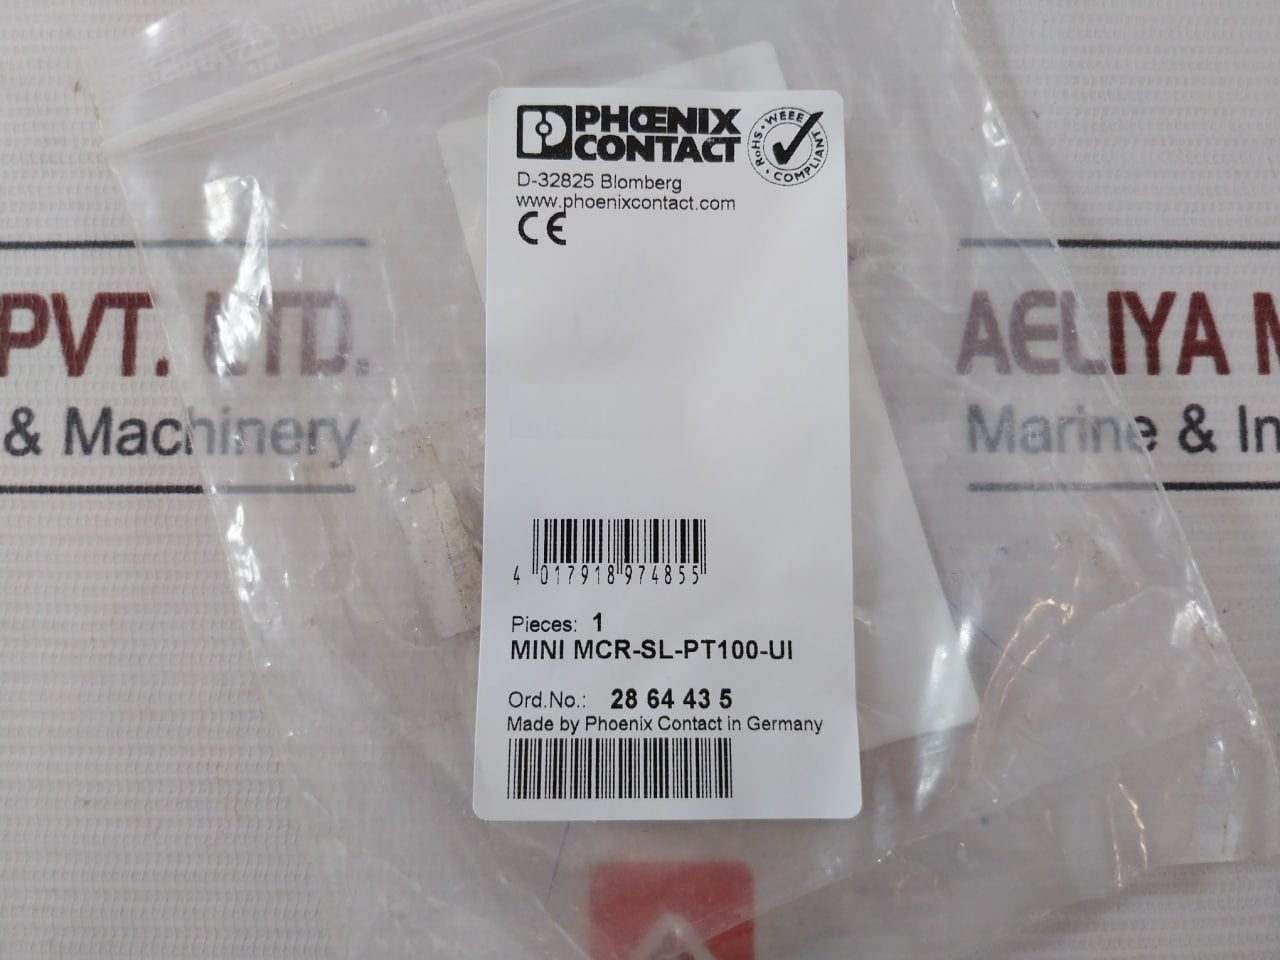 PHŒNIX
CONTACT
RoHS • WEEE • COMPLIANT
D-32825 Blomberg
www.phoenixcontact.com
CE
PVT. LTD.
& Machinery
AELIYA M
Marine & In
4 017918 974855
Pieces: 1
MINI MCR-SL-PT100-UI
Ord.No.: 28 64 43 5
Made by Phoenix Contact in Germany